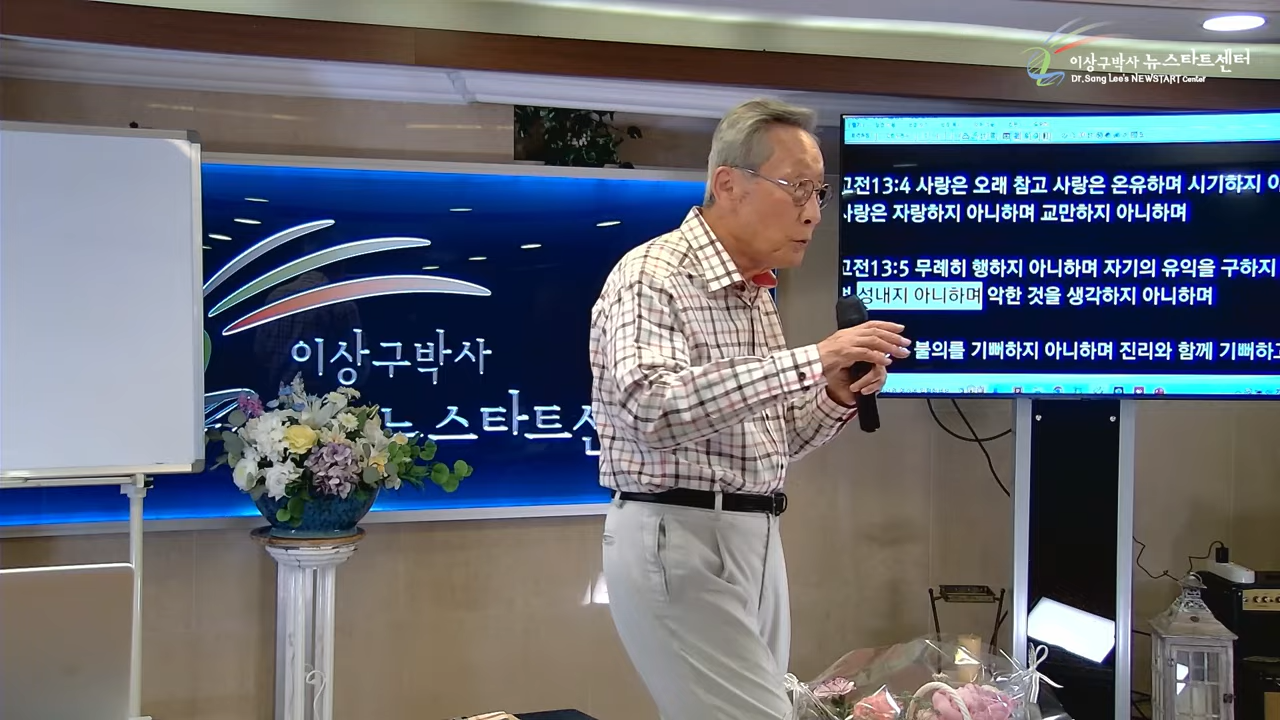 이상구박사 뉴스타트센터
Dr. Sang Lee's NEWSTART Center
고전13:4 사랑은 오래 참고 사랑은 온유하며 시기하지
사랑은 자랑하지 아니하며 교만하지 아니하며
고전13:5 무례히 행하지 아니하며 자기의 유익을 구하지
성내지 아니하며 악한 것을 생각하지 아니하며
불의를 기뻐하지 아니하며 진리와 함께 기뻐하고
이상구박사
뉴스타트센